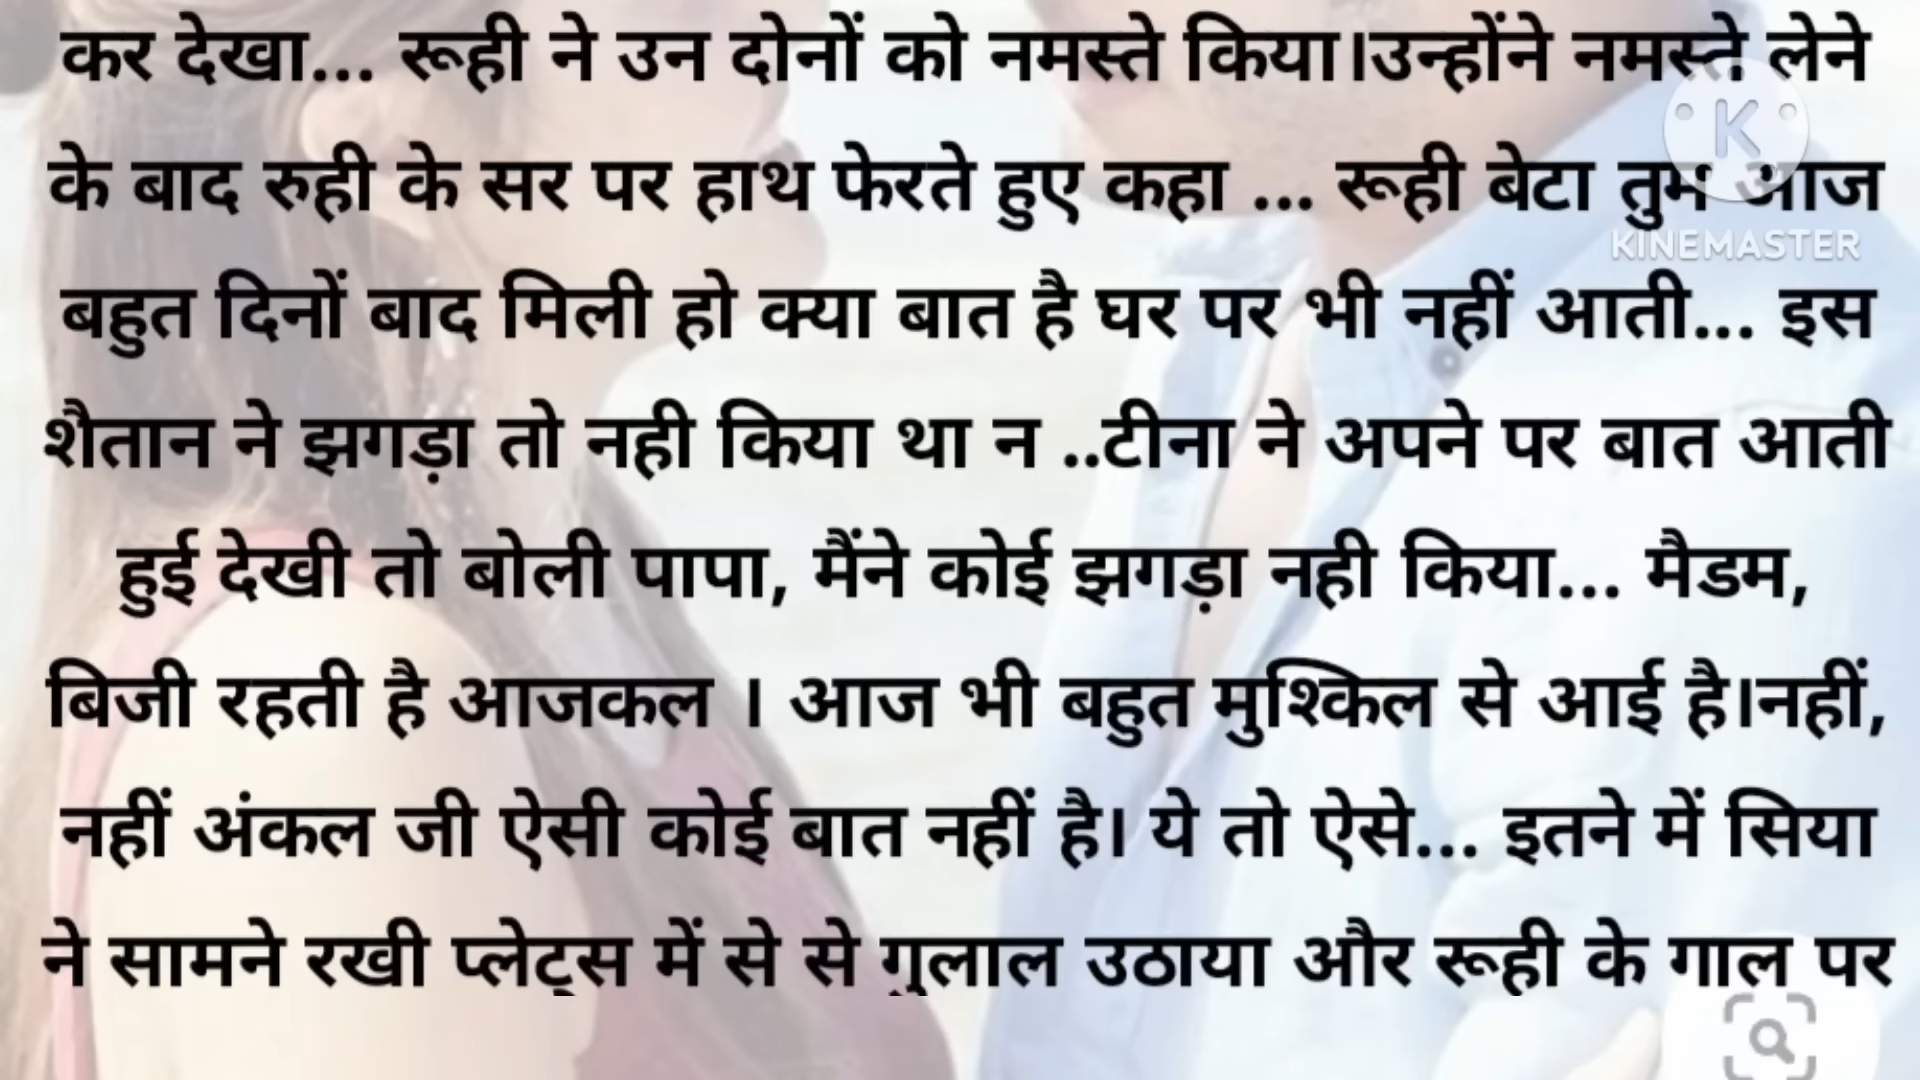 कर देखा... रूही ने उन दोनों को नमस्ते किया।उन्होंने नमस्ते लेने
के बाद रुही के सर पर हाथ फेरते हुए कहा ... रूही बेटा तुम आज
K
KINEMASTER
बहुत दिनों बाद मिली हो क्या बात है घर पर भी नहीं आती... इस
शैतान ने झगड़ा तो नही किया था न ..टीना ने अपने पर बात आती
हुई देखी तो बोली पापा, मैंने कोई झगड़ा नही किया... मैडम,
बिजी रहती है आजकल । आज भी बहुत मुश्किल से आई है।नहीं,
नहीं अंकल जी ऐसी कोई बात नहीं है। ये तो ऐसे... इतने में सिया
ने सामने रखी प्लेट्स में से से गुलाल उठाया और रूही के गाल पर